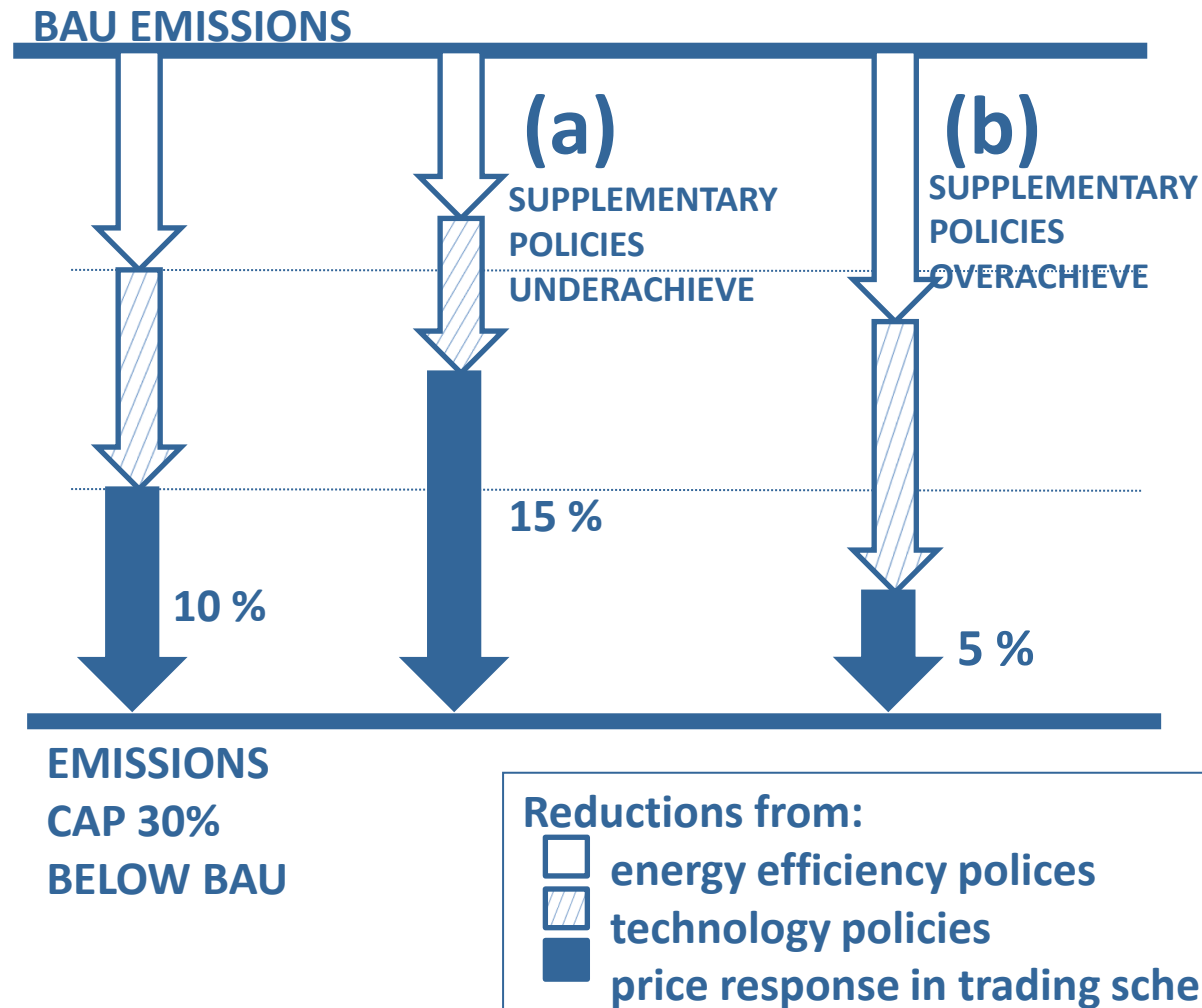 BAU EMISSIONS
(a)
SUPPLEMENTARY
POLICIES
UNDERACHIEVE
(b)
SUPPLEMENTARY
POLICIES
OVERACHIEVE
15 %
10 %
5 %
EMISSIONS
CAP 30%
BELOW BAU
Reductions from:
energy efficiency polices
technology policies
price response in trading sche